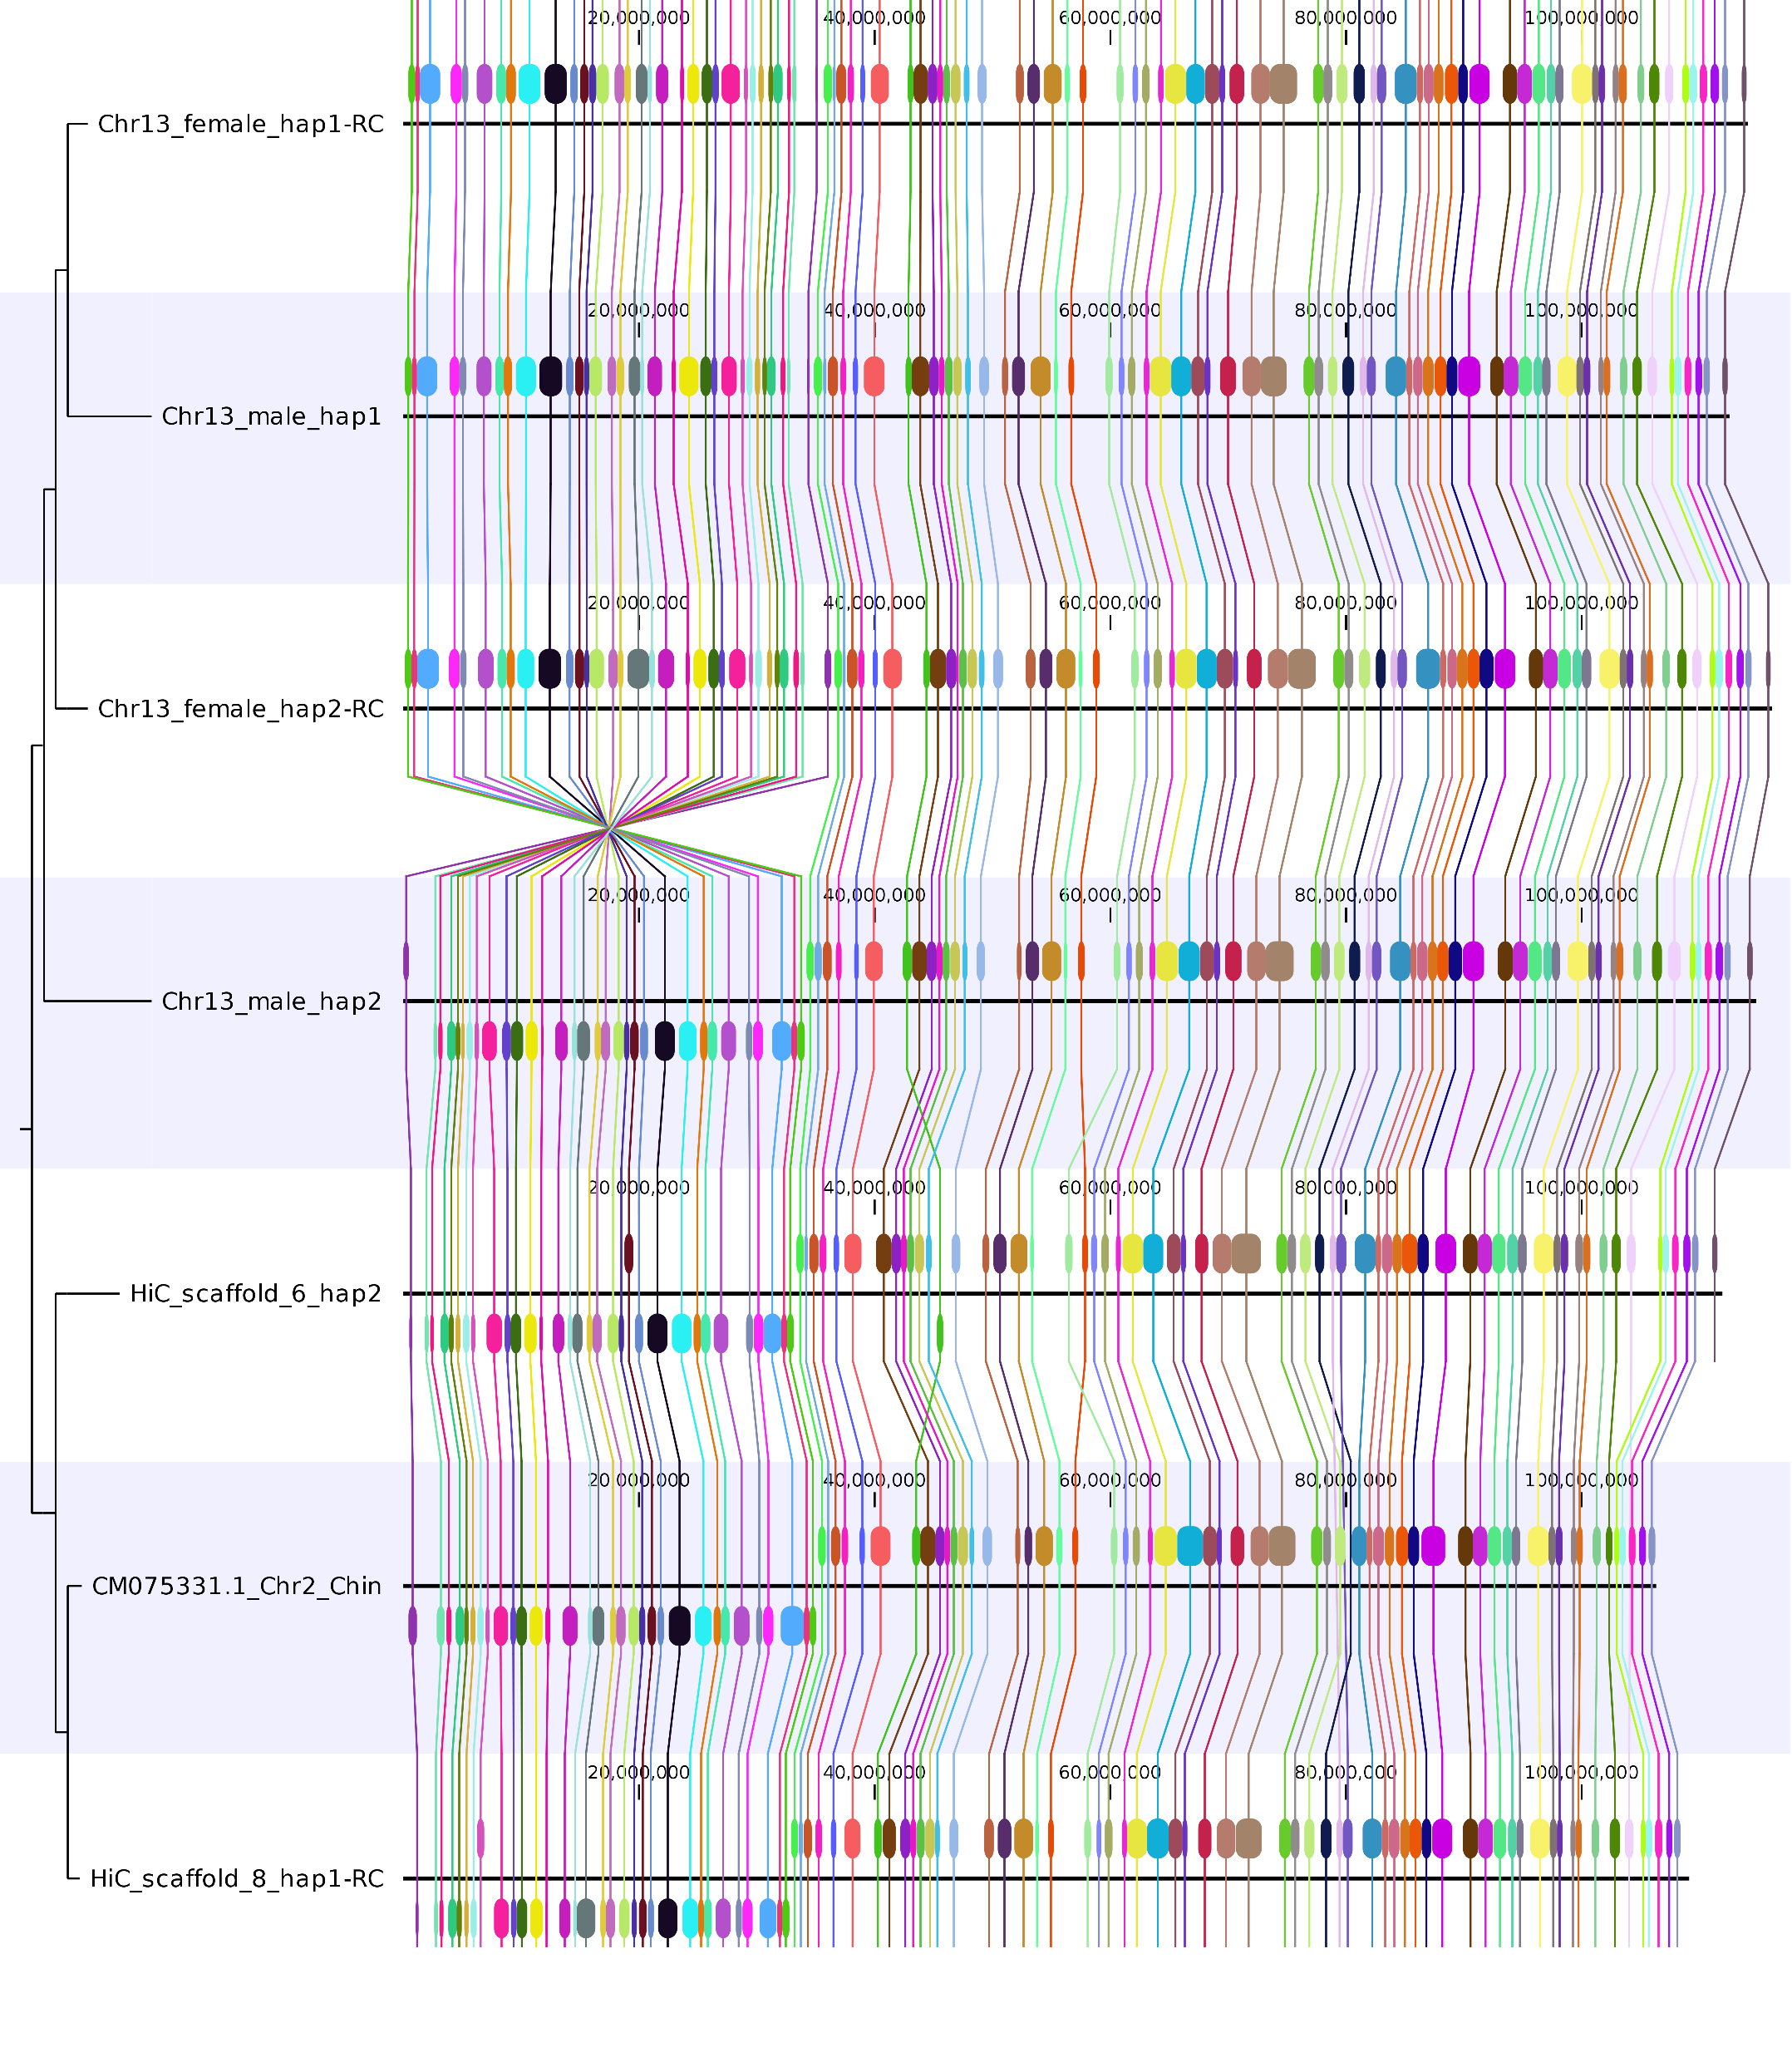 20,000,000 40,000,000 60,000,000 80,000,000 100,000,000
Chr13_female_hap1-RC
20,000,000 40,000,000 60,000,000 80,000,000 100,000,000
Chr13_male_hap1
20,000,000 40,000,000 60,000,000 80,000,000 100,000,000
Chr13_female_hap2-RC
20,000,000 40,000,000 60,000,000 80,000,000 100,000,000
Chr13_male_hap2
20,000,000 40,000,000 60,000,000 80,000,000 100,000,000
HiC_scaffold_6_hap2
20,000,000 40,000,000 60,000,000 80,000,000 100,000,000
CM075331.1_Chr2_Chin
20,000,000 40,000,000 60,000,000 80,000,000 100,000,000
HiC_scaffold_8_hap1-RC